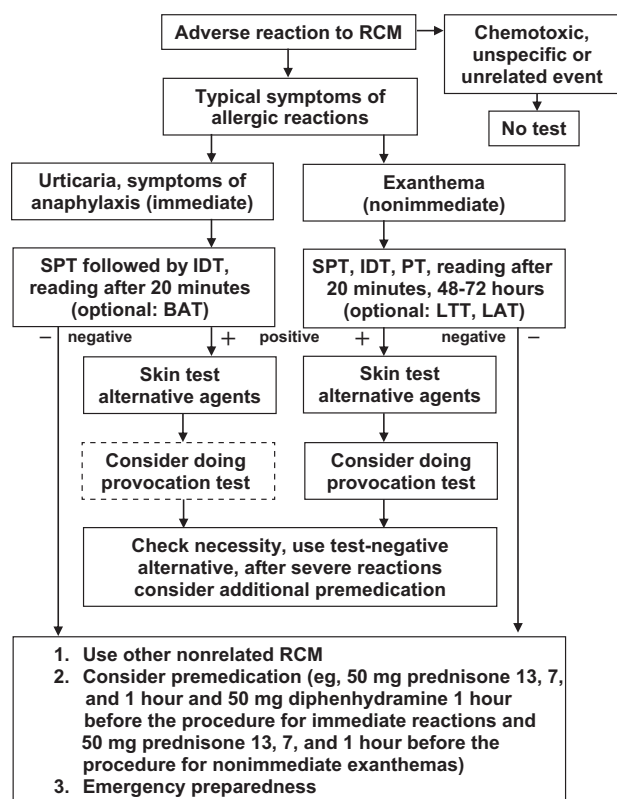 Adverse reaction to RCM
Chemotoxic,
unspecific or
unrelated event
No test
Typical symptoms of
allergic reactions
Urticaria, symptoms of
anaphylaxis (immediate)
Exanthema
(nonimmediate)
SPT followed by IDT,
reading after 20 minutes
(optional: BAT)
SPT, IDT, PT, reading after
20 minutes, 48-72 hours
(optional: LTT, LAT)
− negative + positive + negative −
Skin test
alternative agents
Skin test
alternative agents
Consider doing
provocation test
Consider doing
provocation test
Check necessity, use test-negative
alternative, after severe reactions
consider additional premedication
1. Use other nonrelated RCM
2. Consider premedication (eg, 50 mg prednisone 13, 7,
and 1 hour and 50 mg diphenhydramine 1 hour
before the procedure for immediate reactions and
50 mg prednisone 13, 7, and 1 hour before the
procedure for nonimmediate exanthemas)
3. Emergency preparedness